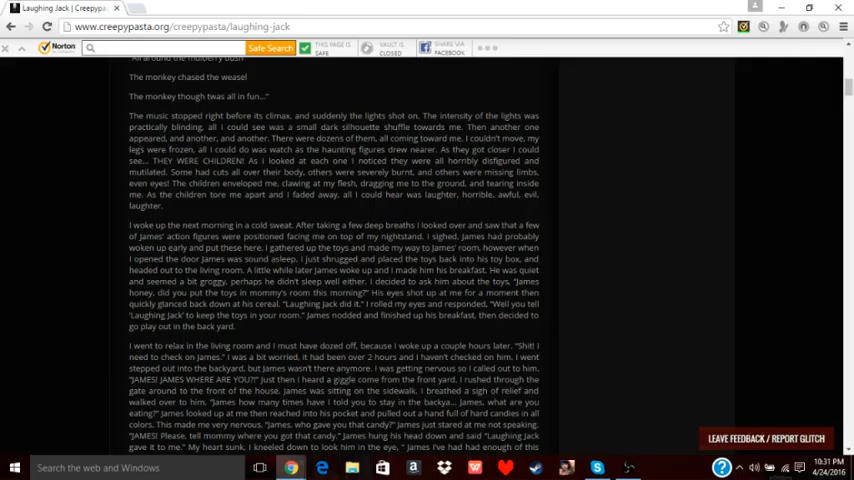 Laughing Jack | Creepypa
www.creepypasta.org/creepypasta/laughing-jack
Norton
Safe Search
THIS PAGE IS
SAFE
VAULT IS
CLOSED
SHARE VIA
FACEBOOK
"All around the mulberry bush
The monkey chased the weasel
The monkey though twas all in fun..."
The music stopped right before its climax, and suddenly the lights shot on. The intensity of the lights was
practically blinding, all I could see was a small dark silhouette shuffle towards me. Then another one
appeared, and another, and another. There were dozens of them, all coming toward me. I couldn't move, my
legs were frozen, all I could do was watch as the haunting figures drew nearer. As they got closer I could
see... THEY WERE CHILDREN! As I looked at each one I noticed they were all horribly disfigured and
mutilated. Some had cuts all over their body, others were severely burnt, and others were missing limbs,
even eyes! The children enveloped me, clawing at my flesh, dragging me to the ground, and tearing inside
me. As the children tore me apart and I faded away, all I could hear was laughter, horrible, awful, evil,
laughter.
I woke up the next morning in a cold sweat. After taking a few deep breaths I looked over and saw that a few
of James' action figures were positioned facing me on top of my nightstand. I sighed, James had probably
woken up early and put these here. I gathered up the toys and made my way to James' room, however when
I opened the door James was sound asleep, I just shrugged and placed the toys back into his toy box, and
headed out to the living room. A little while later James woke up and I made him his breakfast. He was quiet
and seemed a bit groggy, perhaps he didn't sleep well either. I decided to ask him about the toys, "James
honey, did you put the toys in mommy's room this morning?" His eyes shot up at me for a moment then
quickly glanced back down at his cereal. "Laughing Jack did it." I rolled my eyes and responded, "Well you tell
'Laughing Jack' to keep the toys in your room." James nodded and finished up his breakfast, then decided to
go play out in the back yard.
I went to relax in the living room and I must have dozed off, because I woke up a couple hours later. "Shit! I
need to check on James." I was a bit worried, it had been over 2 hours and I haven't checked on him. I went
stepped out into the backyard, but James wasn't there anymore. I was getting nervous so I called out to him.
"JAMES! JAMES WHERE ARE YOU?!" Just then I heard a giggle come from the front yard. I rushed through the
gate around to the front of the house. James was sitting on the sidewalk. I breathed a sigh of relief and
walked over to him. "James how many times have I told you to stay in the backya... James, what are you
eating?" James looked up at me then reached into his pocket and pulled out a hand full of hard candies in all
colors. This made me very nervous. "James, who gave you that candy?" James just stared at me not speaking.
"JAMES! Please, tell mommy where you got that candy." James hung his head down and said "Laughing Jack
gave it to me." My heart sunk, I kneeled down to look him in the eye, " James I've had had enough of this
LEAVE FEEDBACK / REPORT GLITCH
Search the web and Windows
10:31 PM
4/24/2016